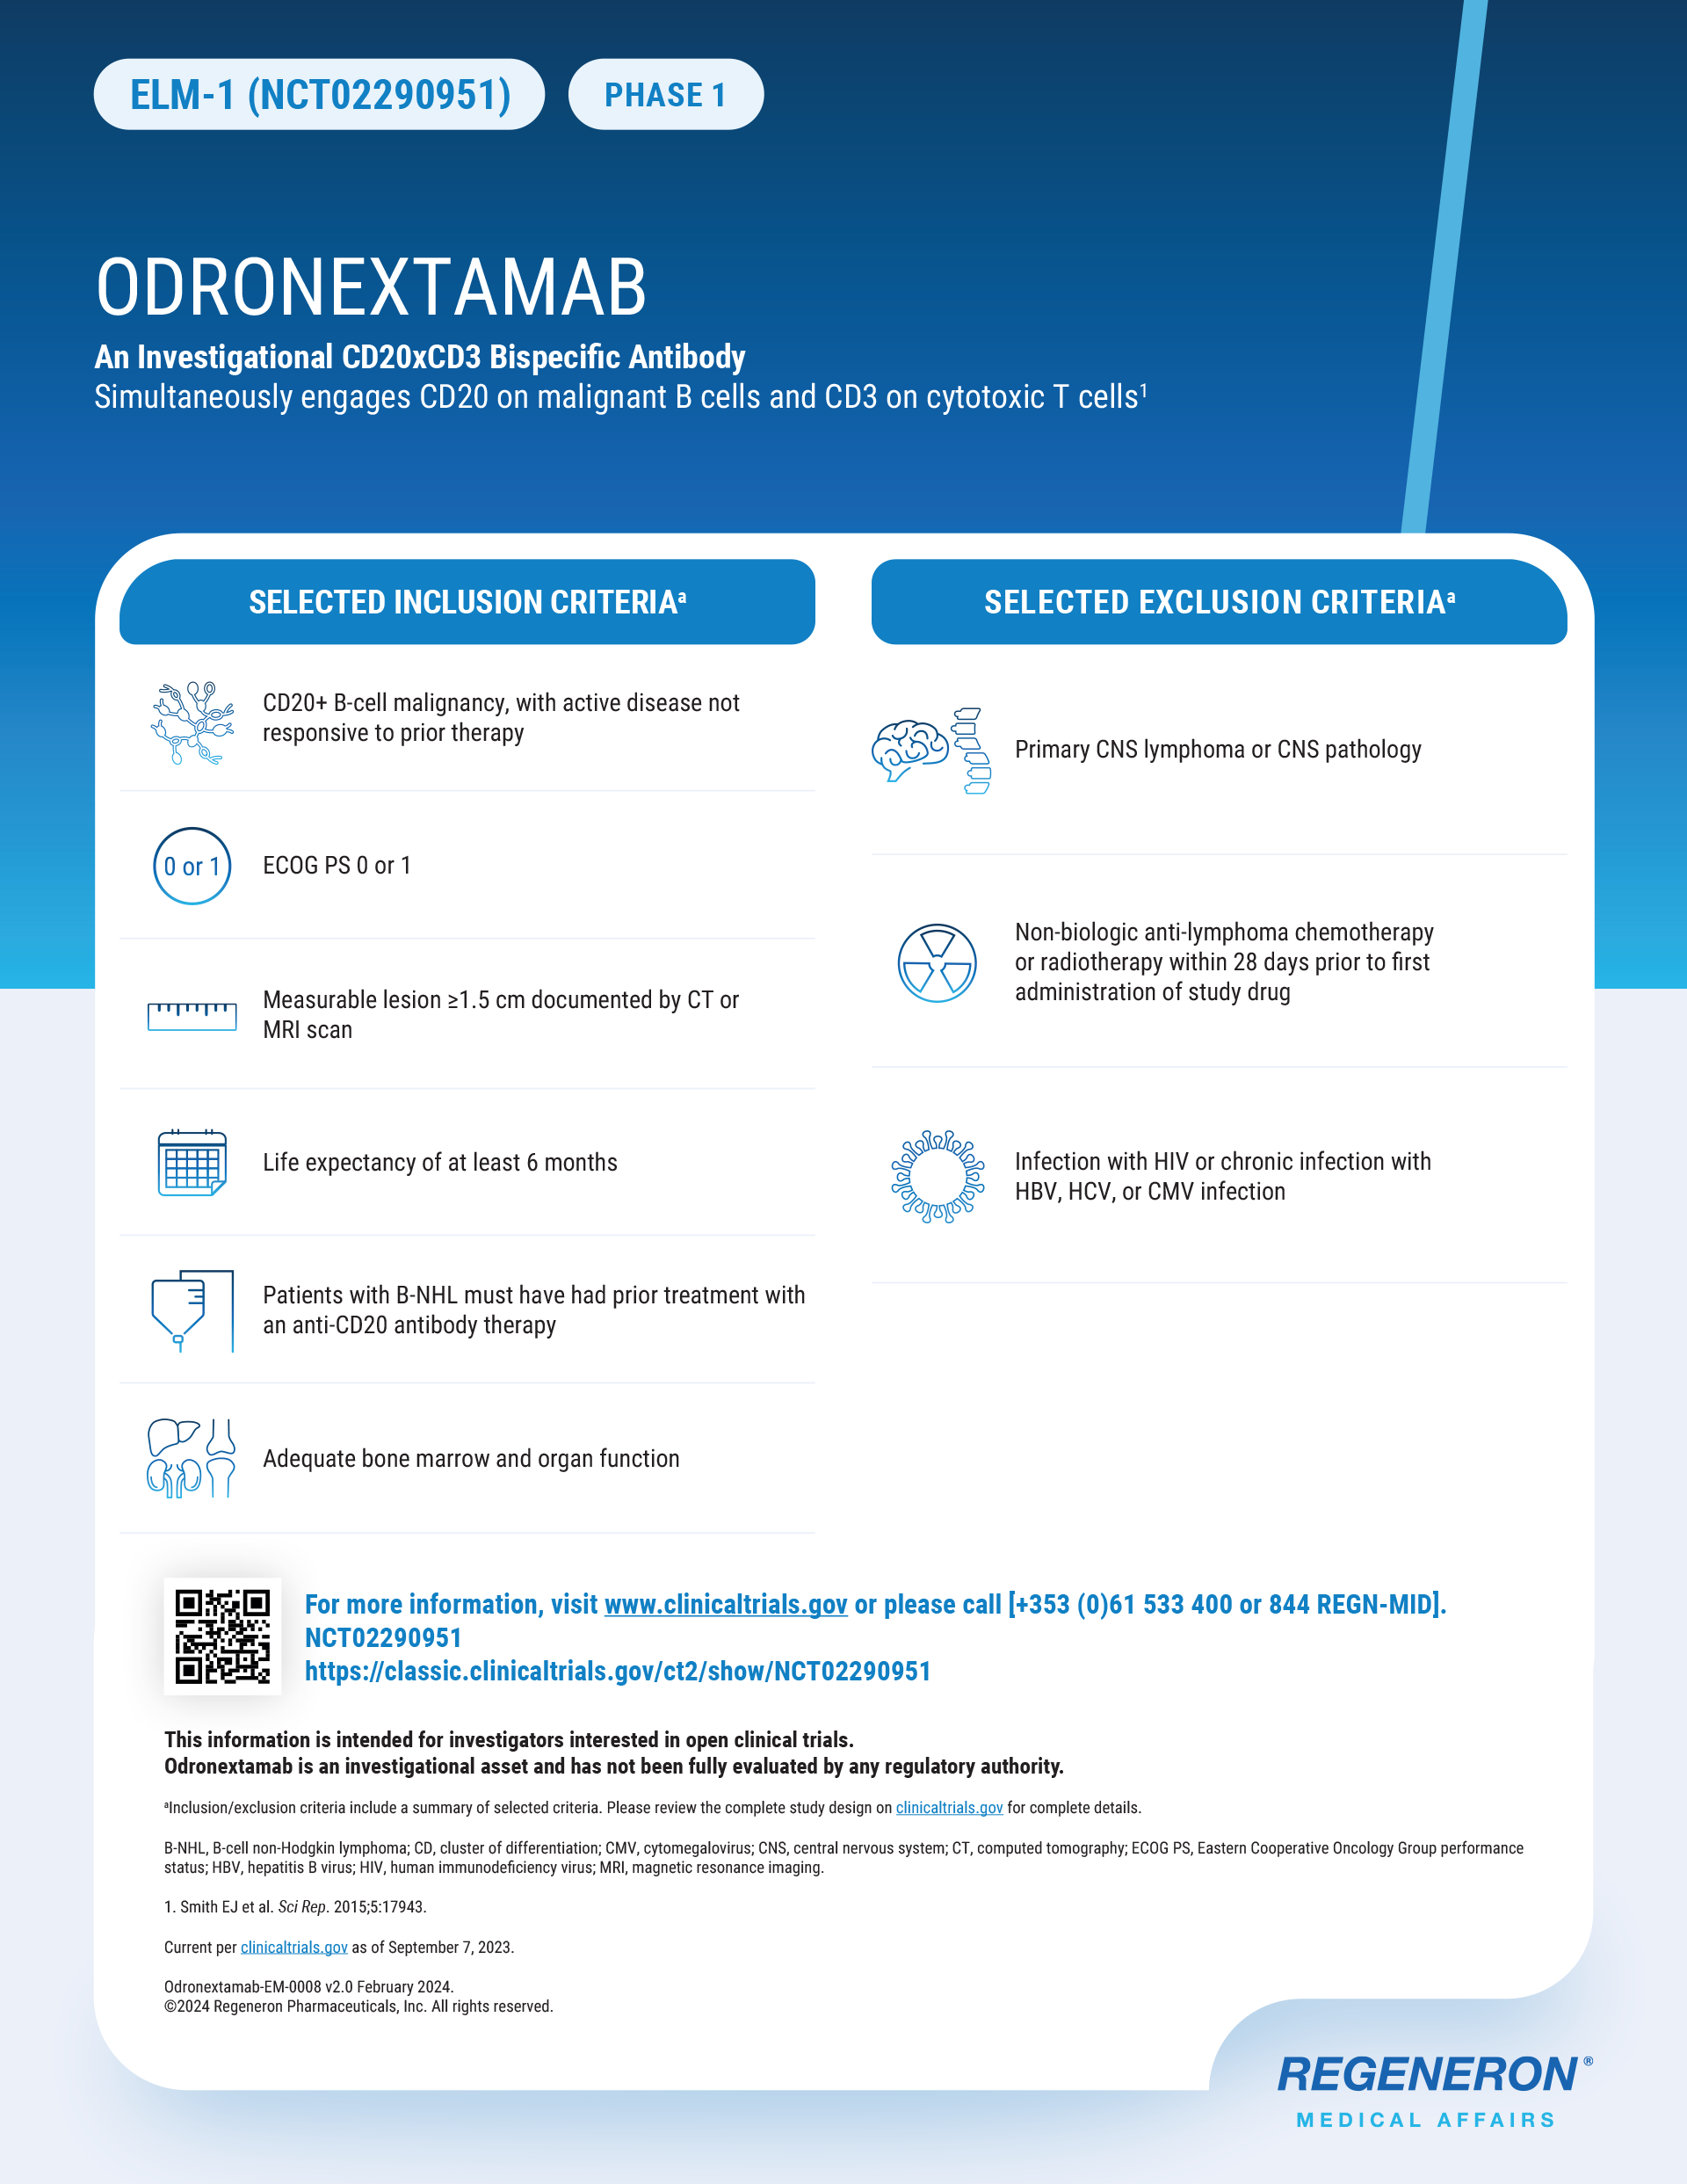 ELM-1 (NCT02290951)
PHASE 1
ODRONEXTAMAB
An Investigational CD20xCD3 Bispecific Antibody
Simultaneously engages CD20 on malignant B cells and CD3 on cytotoxic T cells¹
SELECTED INCLUSION CRITERIAᵃ
CD20+ B-cell malignancy, with active disease not
responsive to prior therapy
0 or 1
ECOG PS 0 or 1
Measurable lesion ≥1.5 cm documented by CT or
MRI scan
Life expectancy of at least 6 months
Patients with B-NHL must have had prior treatment with
an anti-CD20 antibody therapy
Adequate bone marrow and organ function
SELECTED EXCLUSION CRITERIAᵃ
Primary CNS lymphoma or CNS pathology
Non-biologic anti-lymphoma chemotherapy
or radiotherapy within 28 days prior to first
administration of study drug
Infection with HIV or chronic infection with
HBV, HCV, or CMV infection
For more information, visit www.clinicaltrials.gov or please call [+353 (0)61 533 400 or 844 REGN-MID].
NCT02290951
https://classic.clinicaltrials.gov/ct2/show/NCT02290951
This information is intended for investigators interested in open clinical trials.
Odronextamab is an investigational asset and has not been fully evaluated by any regulatory authority.
ᵃInclusion/exclusion criteria include a summary of selected criteria. Please review the complete study design on clinicaltrials.gov for complete details.
B-NHL, B-cell non-Hodgkin lymphoma; CD, cluster of differentiation; CMV, cytomegalovirus; CNS, central nervous system; CT, computed tomography; ECOG PS, Eastern Cooperative Oncology Group performance
status; HBV, hepatitis B virus; HIV, human immunodeficiency virus; MRI, magnetic resonance imaging.
1. Smith EJ et al. Sci Rep. 2015;5:17943.
Current per clinicaltrials.gov as of September 7, 2023.
Odronextamab-EM-0008 v2.0 February 2024.
©2024 Regeneron Pharmaceuticals, Inc. All rights reserved.
REGENERON®
MEDICAL AFFAIRS